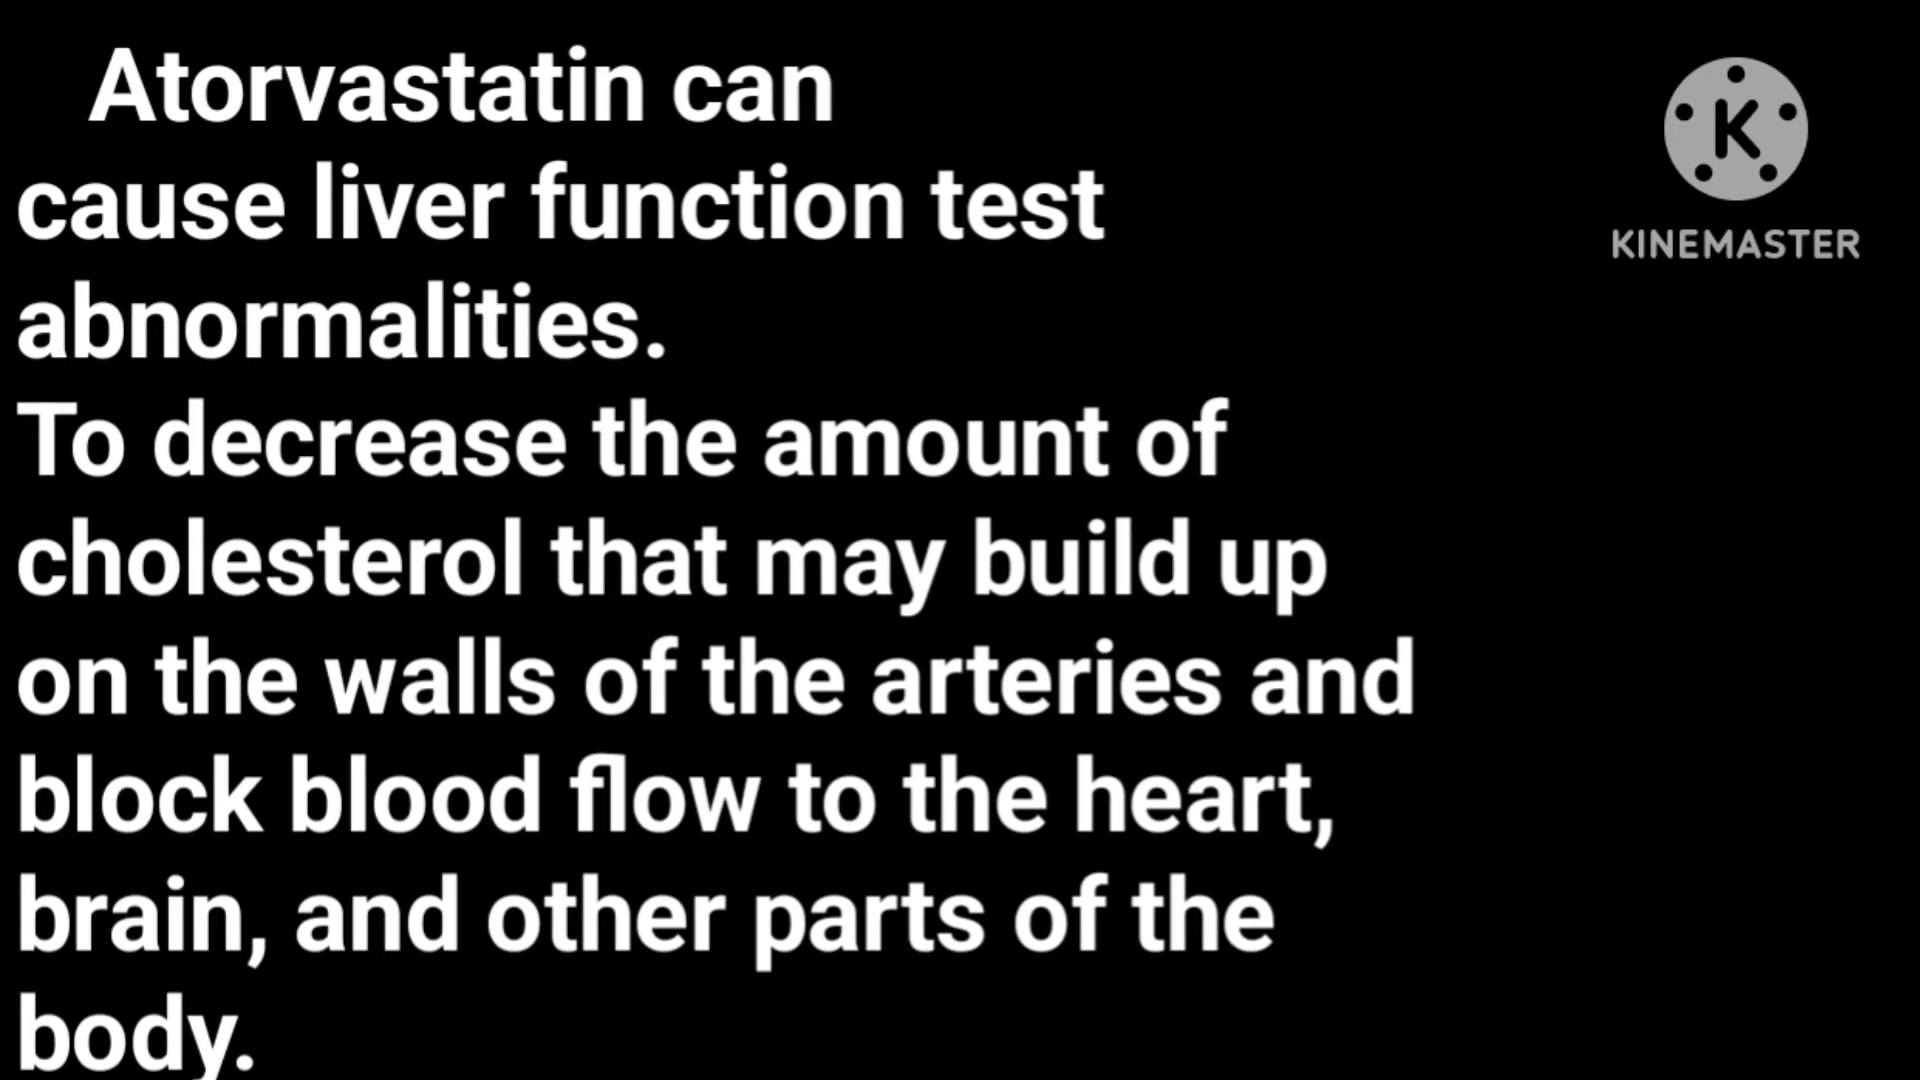 Atorvastatin can
cause liver function test
abnormalities.
To decrease the amount of
cholesterol that may build up
on the walls of the arteries and
block blood flow to the heart,
brain, and other parts of the
body.
K
KINEMASTER